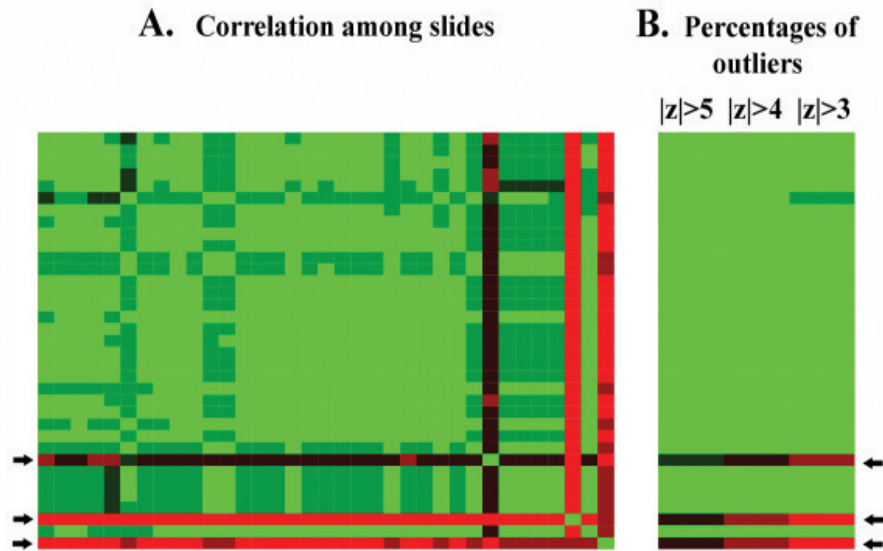 A. Correlation among slides
B. Percentages of
outliers
|z|>5 |z|>4 |z|>3